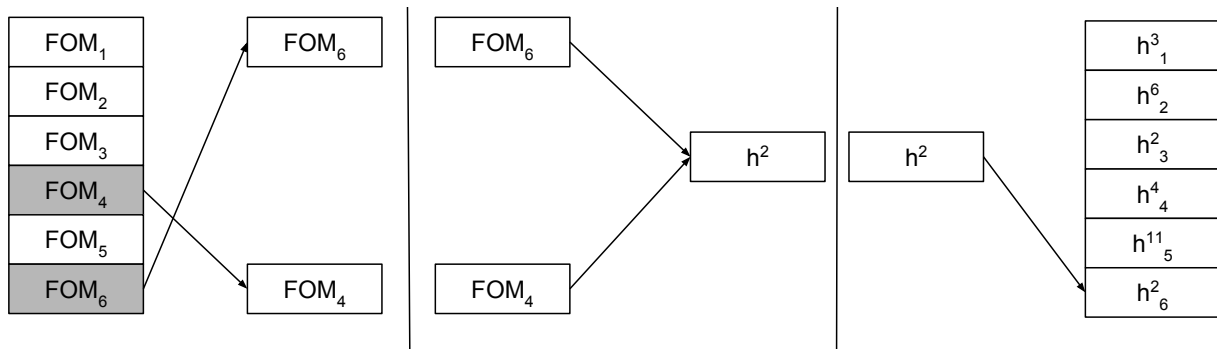 FOM₁
FOM₂
FOM₃
FOM₄
FOM₅
FOM₆
FOM₆
FOM₄
FOM₆
FOM₄
h²
h²
h³₁
h⁶₂
h²₃
h⁴₄
h¹¹₅
h²₆